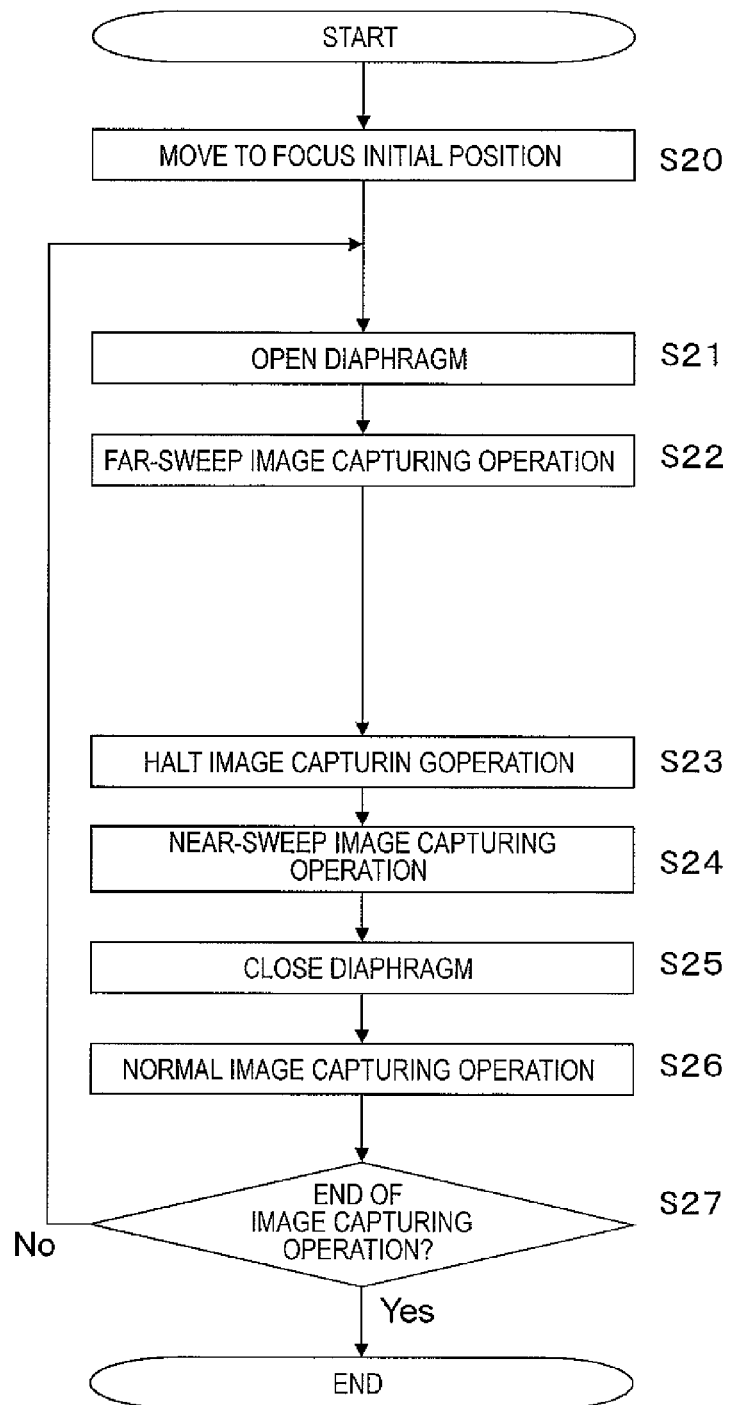 START
MOVE TO FOCUS INITIAL POSITION S20
OPEN DIAPHRAGM S21
FAR-SWEEP IMAGE CAPTURING OPERATION S22
HALT IMAGE CAPTURIN GOPERATION S23
NEAR-SWEEP IMAGE CAPTURING
OPERATION S24
CLOSE DIAPHRAGM S25
NORMAL IMAGE CAPTURING OPERATION S26
END OF
IMAGE CAPTURING
OPERATION?
S27
No
Yes
END